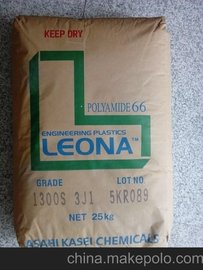 KEEP DRY
POLYAMIDE 66
ENGINEERING PLASTICS
LEONA™
GRADE LOT NO
1300S 3J1 5KR089
NET 25kg
ASAHI KASEI CHEMICALS
china.makepolo.com